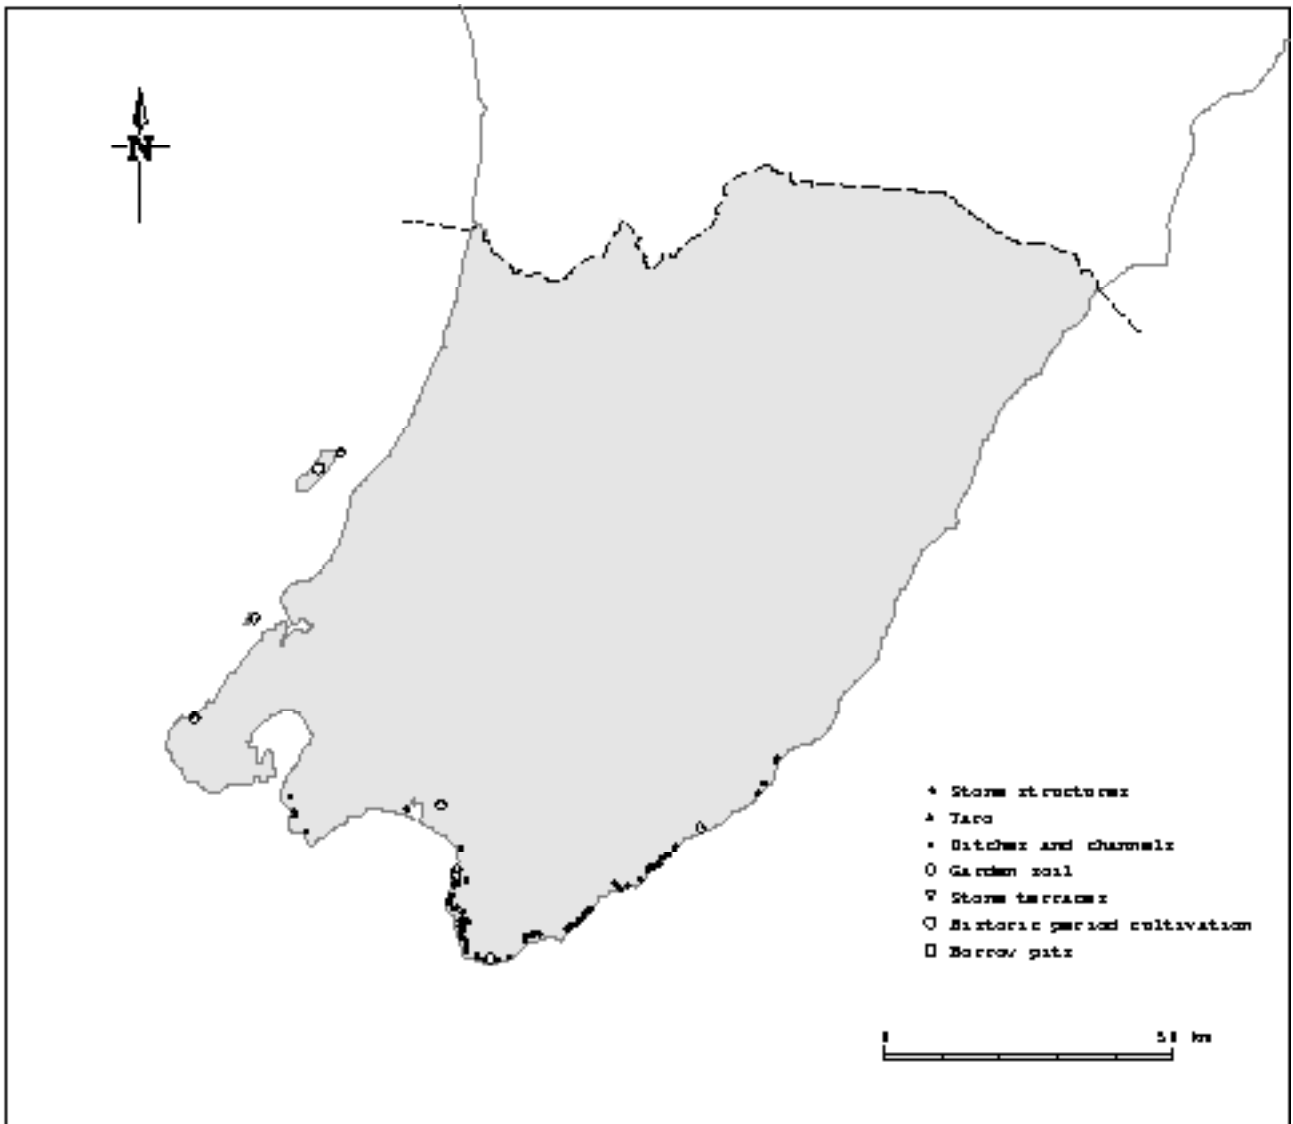 N
Stone structures
Taro
Ditches and channels
Garden soil
Stone terraces
Historic period cultivation
Borrow pits
0 50 km